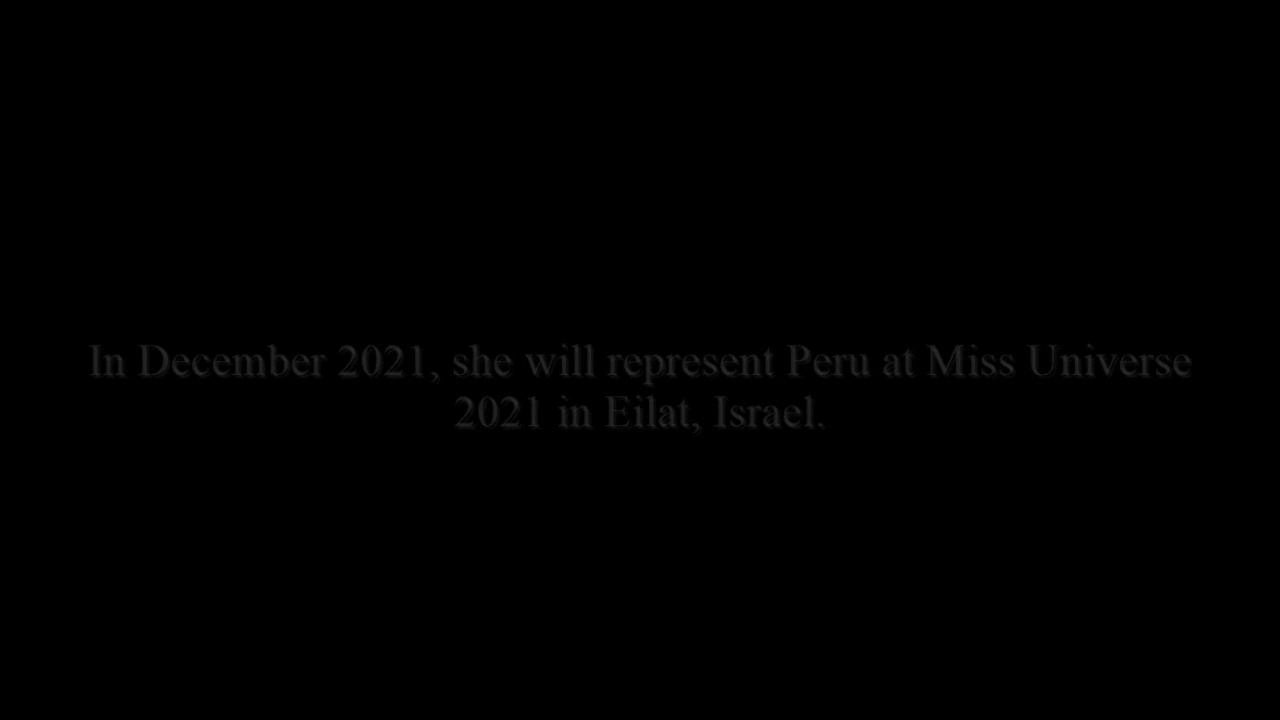 In December 2021, she will represent Peru at Miss Universe
2021 in Eilat, Israel.